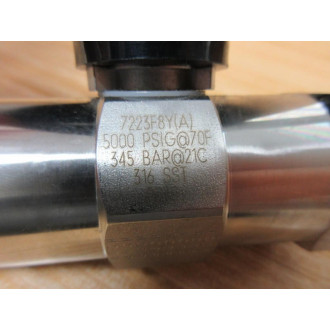 7223F8Y(A)
5000 PSIG@70F
345 BAR@21C
316 SST